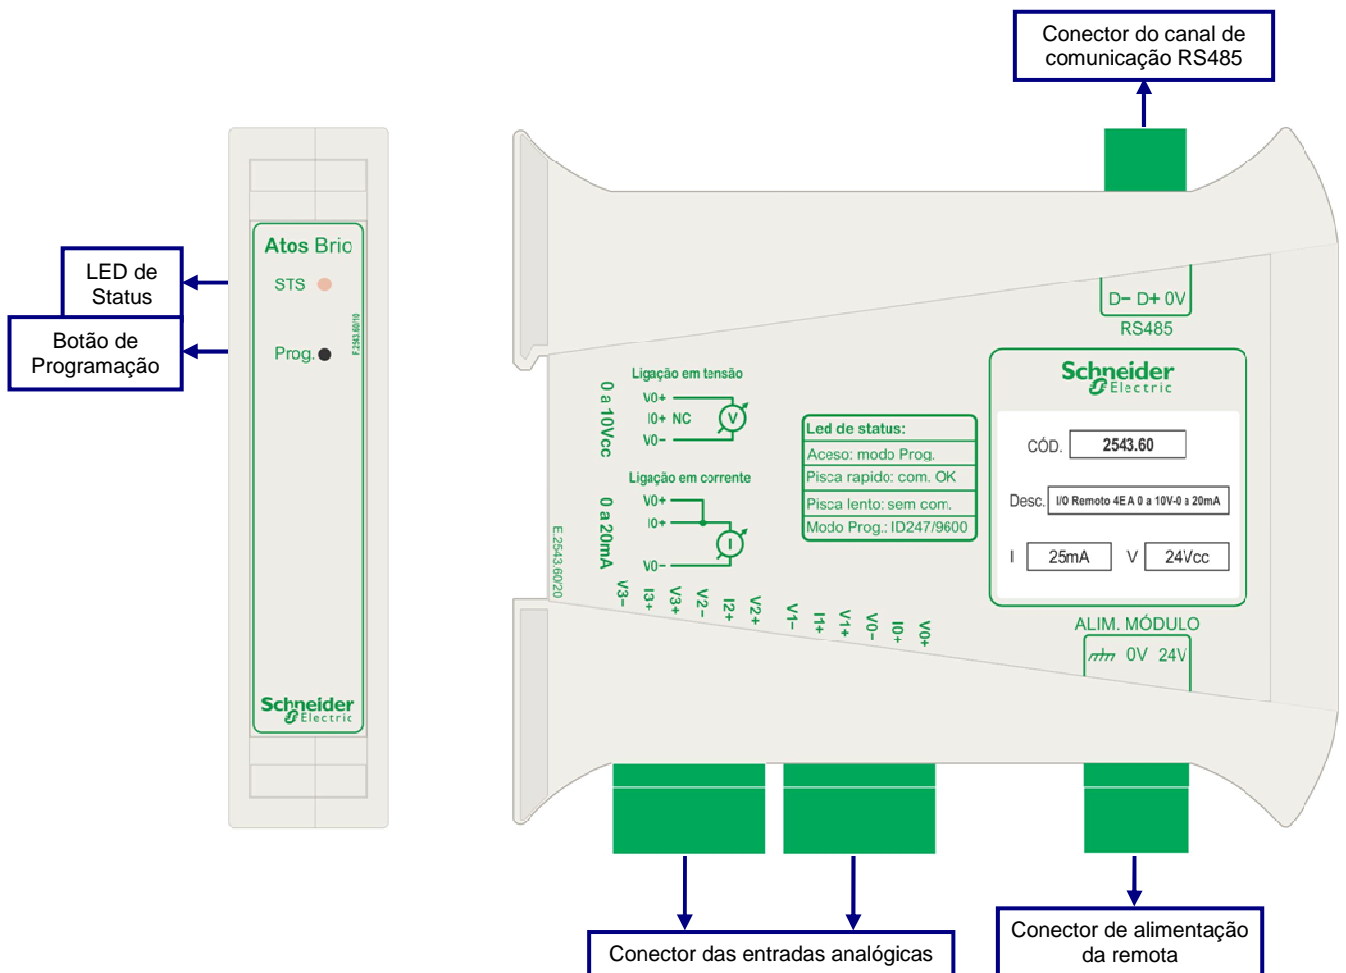 Conector do canal de
comunicação RS485
LED de
Status
Botão de
Programação
Atos Brio
STS
Prog.
F.2543.60/10
Schneider
Electric
D- D+ 0V
RS485
Ligação em tensão
0 a 10Vcc
V0+
I0+ NC
V
V0-
Ligação em corrente
0 a 20mA
V0+
I0+
I
V0-
E.2543.60/20
Led de status:
Aceso: modo Prog.
Pisca rapido: com. OK
Pisca lento: sem com.
Modo Prog.: ID247/9600
Schneider
Electric
CÓD. 2543.60
Desc. I/O Remoto 4E A 0 a 10V-0 a 20mA
I 25mA V 24Vcc
V3- I3+ V3+ V2- I2+ V2+ V1- I1+ V1+ V0- I0+ V0+
ALIM. MÓDULO
0V 24V
Conector das entradas analógicas
Conector de alimentação
da remota